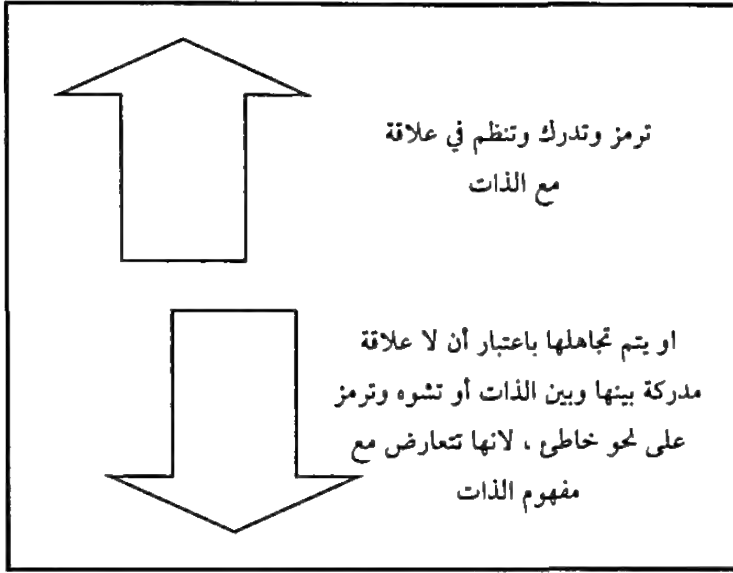 ترمز وتدرك وتنظم في علاقة
مع الذات
او يتم تجاهلها باعتبار أن لا علاقة
مدركة بينها وبين الذات أو تشوه وترمز
على نحو خاطئ ، لانها تتعارض مع
مفهوم الذات